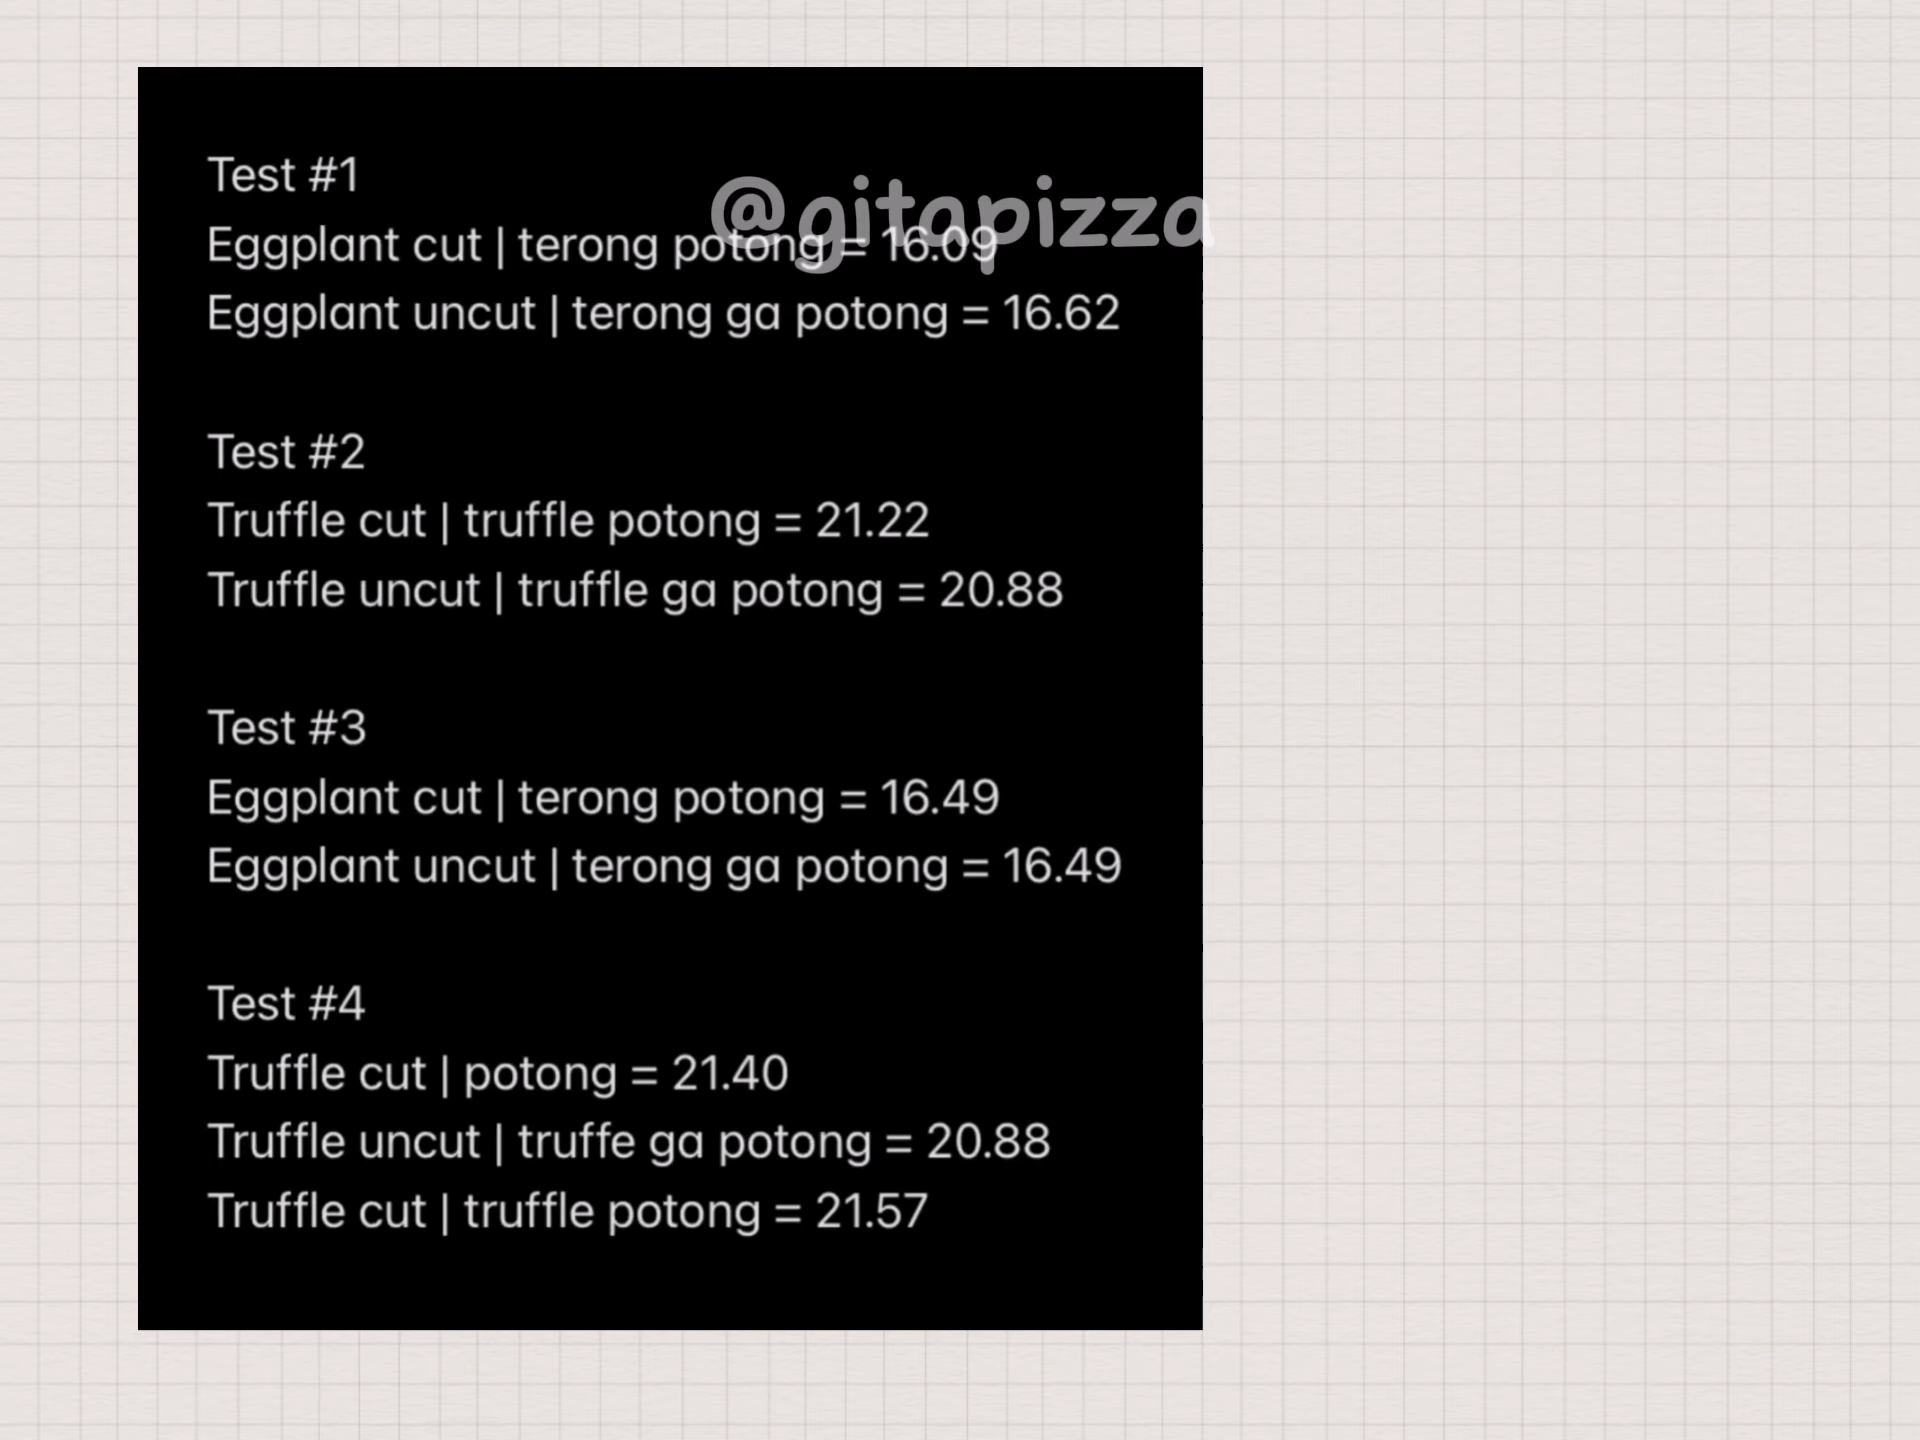 Test #1
@gitapizza
Eggplant cut | terong potong = 16.09
Eggplant uncut | terong ga potong = 16.62
Test #2
Truffle cut | truffle potong = 21.22
Truffle uncut | truffle ga potong = 20.88
Test #3
Eggplant cut | terong potong = 16.49
Eggplant uncut | terong ga potong = 16.49
Test #4
Truffle cut | potong = 21.40
Truffle uncut | truffe ga potong = 20.88
Truffle cut | truffle potong = 21.57